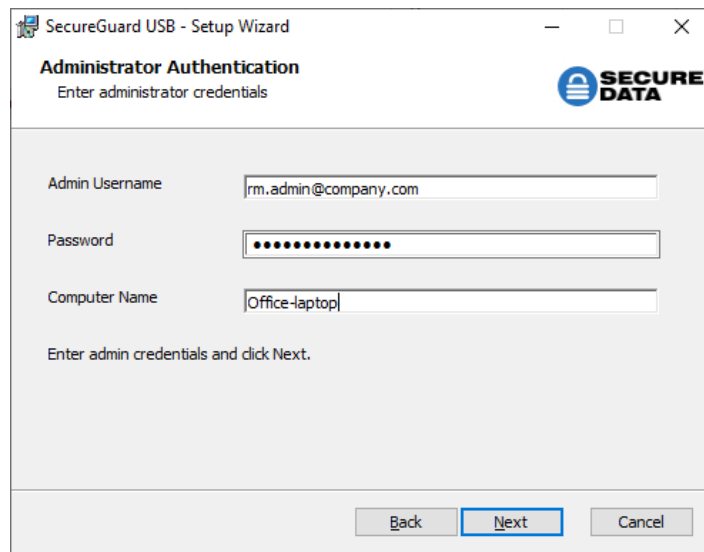 SecureGuard USB - Setup Wizard
Administrator Authentication
Enter administrator credentials
SECURE
DATA
Admin Username
rm.admin@company.com
Password
●●●●●●●●●●●●●●
Computer Name
Office-laptop
Enter admin credentials and click Next.
Back Next Cancel